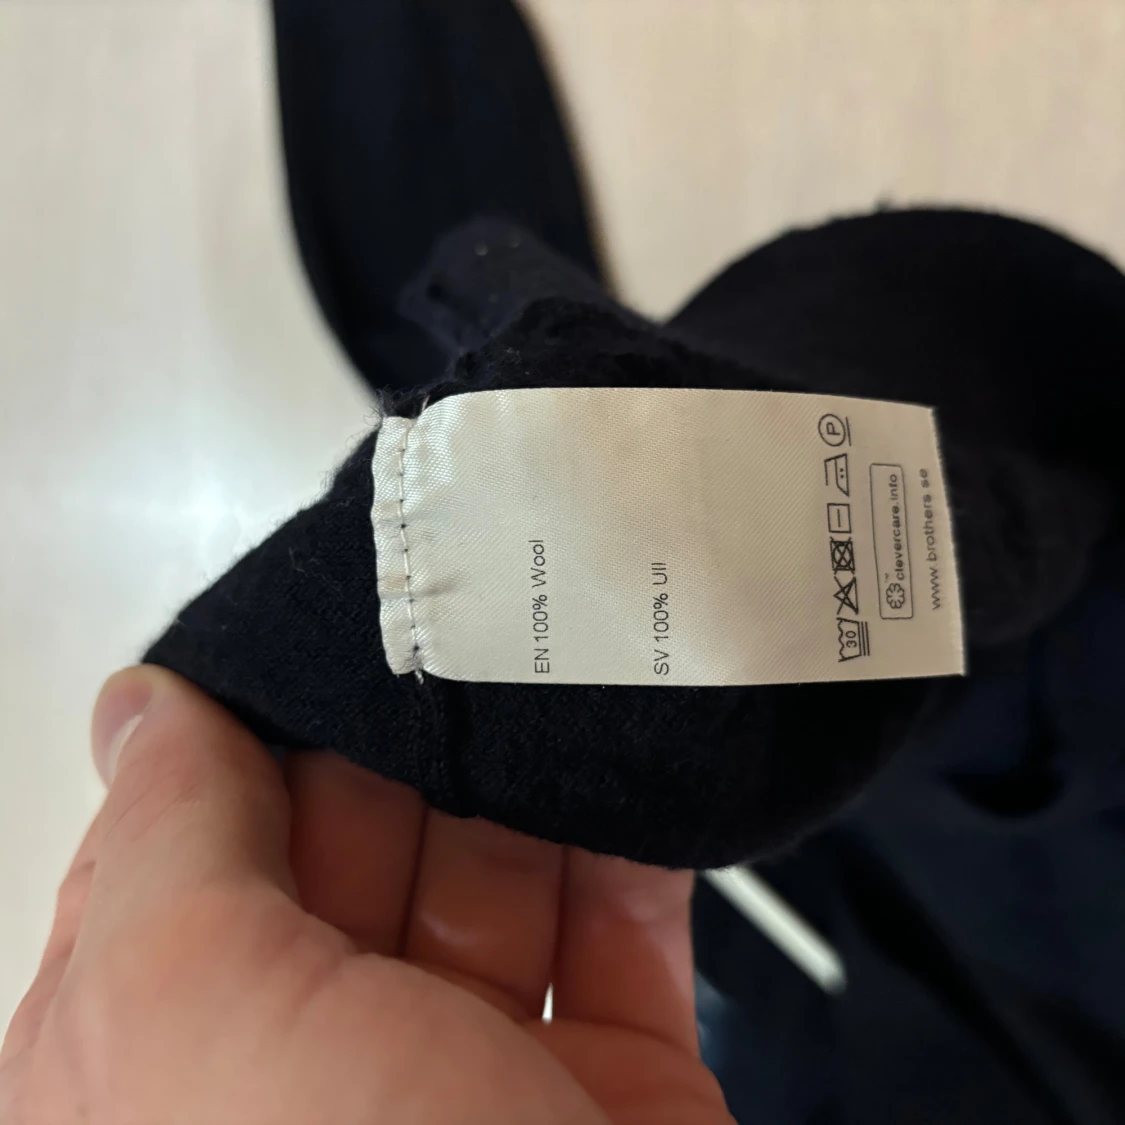 EN 100% Wool
SV 100% Ull
30 P
clevercare.info
www.brothers.se